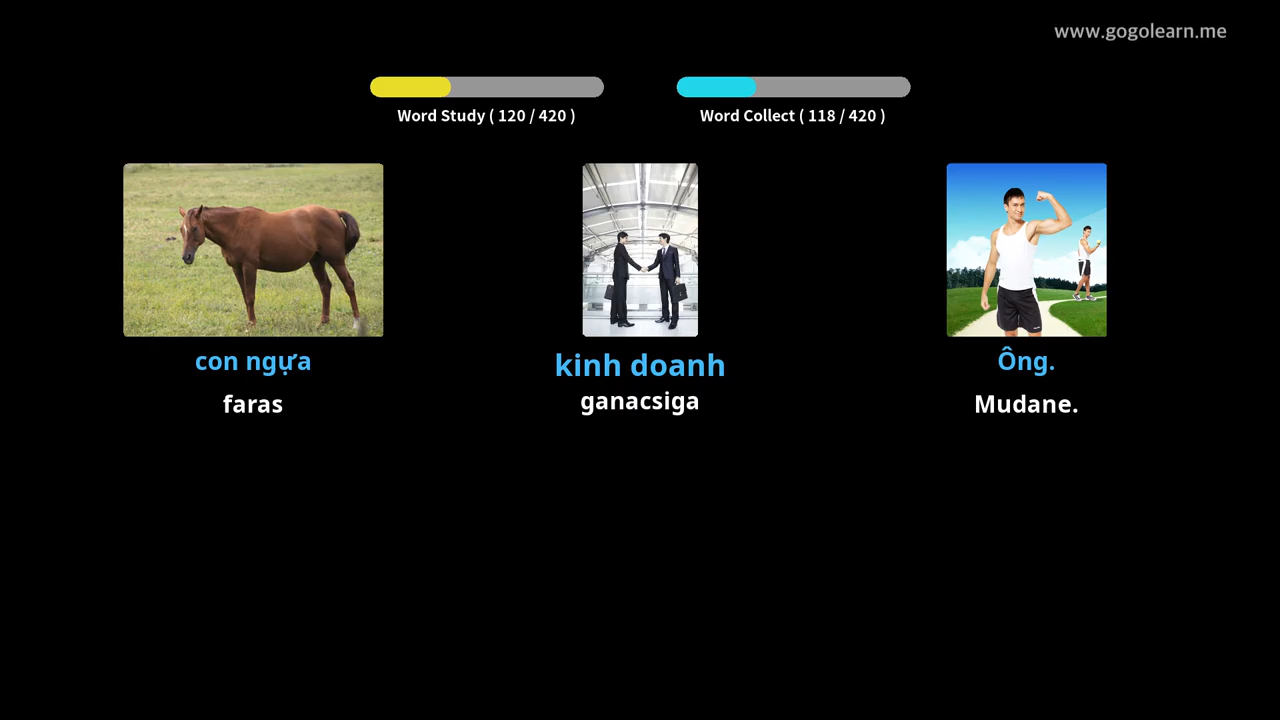 www.gogolearn.me
Word Study ( 120 / 420 )
Word Collect ( 118 / 420 )
con ngựa
faras
kinh doanh
ganacsiga
Ông.
Mudane.